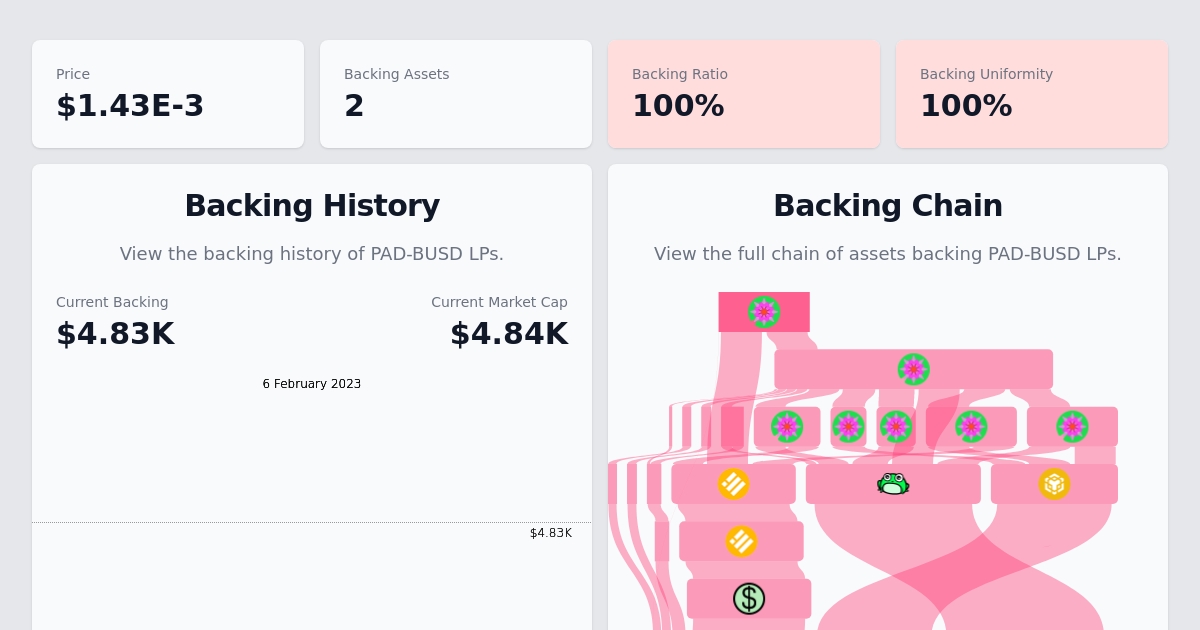 Price
$1.43E-3
Backing Assets
2
Backing Ratio
100%
Backing Uniformity
100%
Backing History
View the backing history of PAD-BUSD LPs.
Current Backing
$4.83K
Current Market Cap
$4.84K
6 February 2023
$4.83K
Backing Chain
View the full chain of assets backing PAD-BUSD LPs.
$